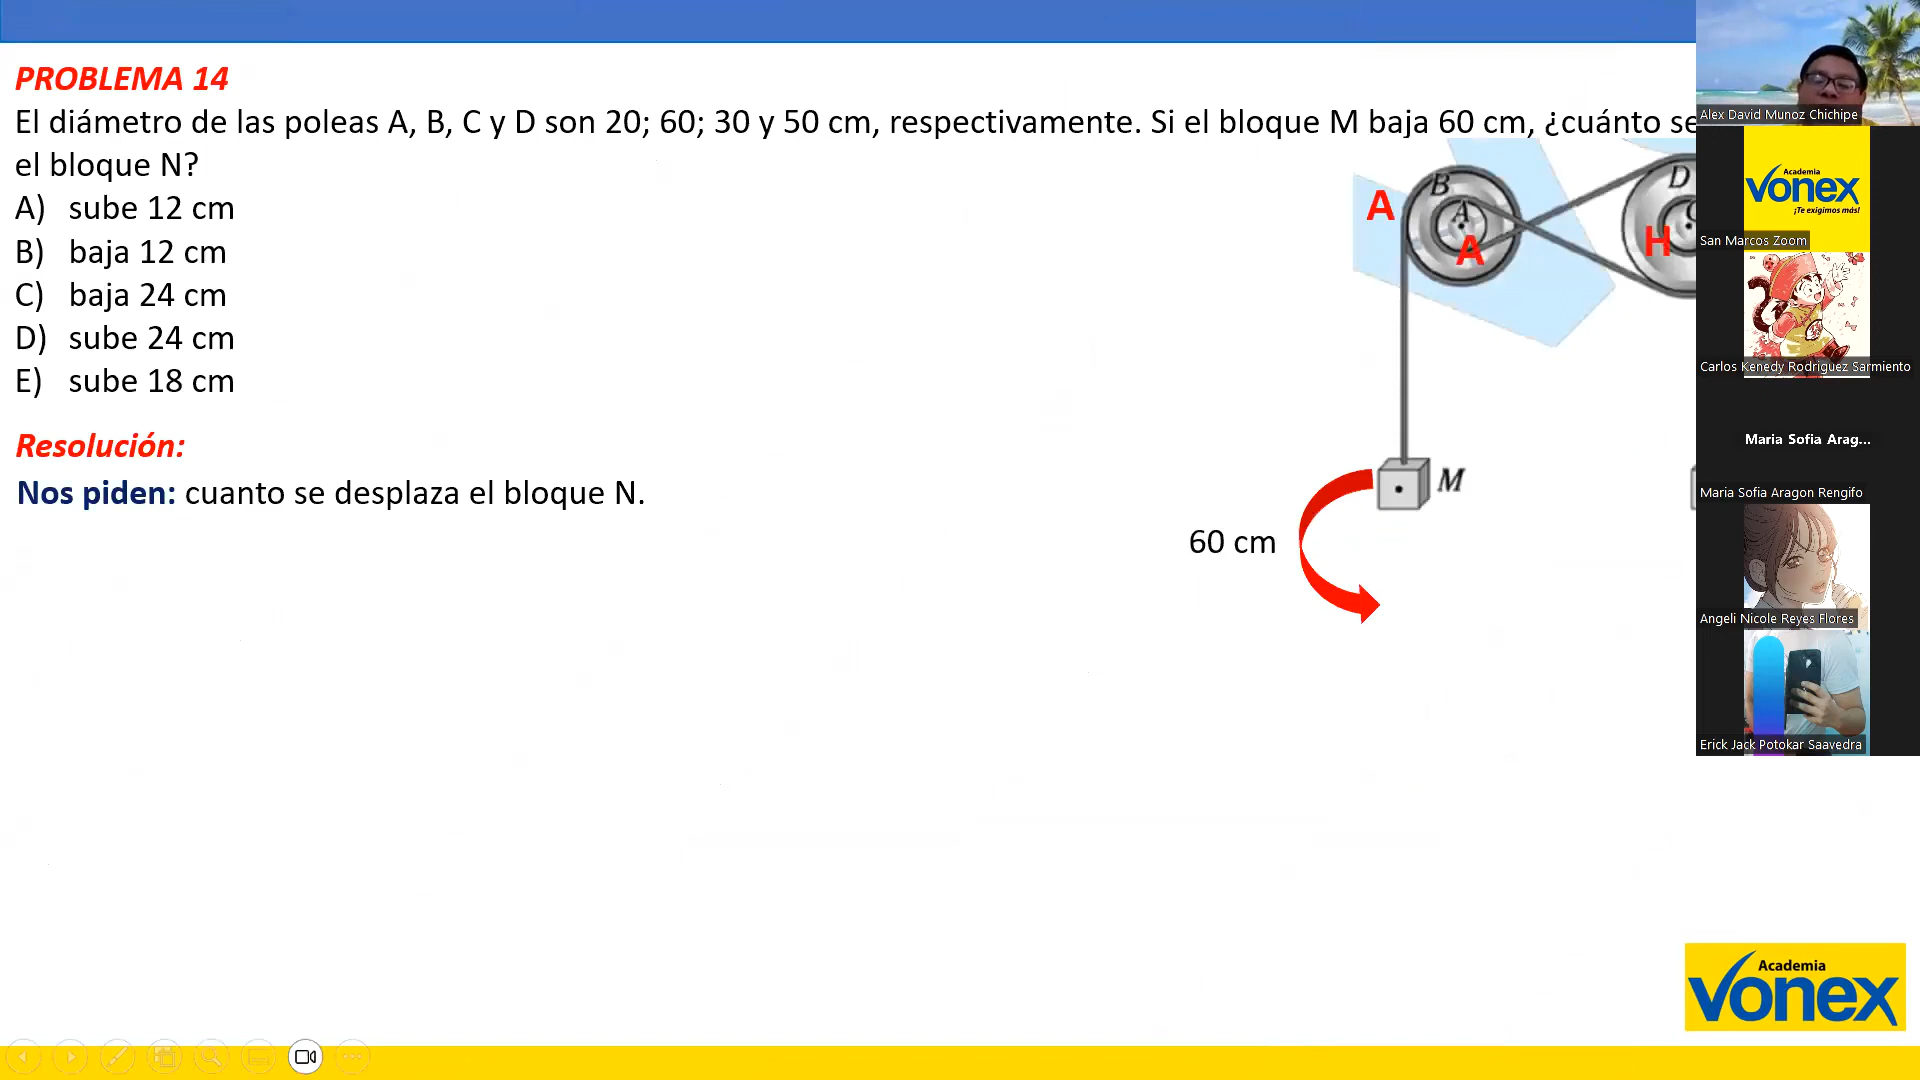 PROBLEMA 14
El diámetro de las poleas A, B, C y D son 20; 60; 30 y 50 cm, respectivamente. Si el bloque M baja 60 cm, ¿cuánto se
el bloque N?
A) sube 12 cm
B) baja 12 cm
C) baja 24 cm
D) sube 24 cm
E) sube 18 cm
Resolución:
Nos piden: cuanto se desplaza el bloque N.
A
B
A
A
D
H
M
60 cm
Alex David Munoz Chichipe
Academia
vonex
¡Te exigimos más!
San Marcos Zoom
Carlos Kenedy Rodriguez Sarmiento
Maria Sofia Arag...
Maria Sofia Aragon Rengifo
Angeli Nicole Reyes Flores
Erick Jack Potokar Saavedra
Academia
vonex